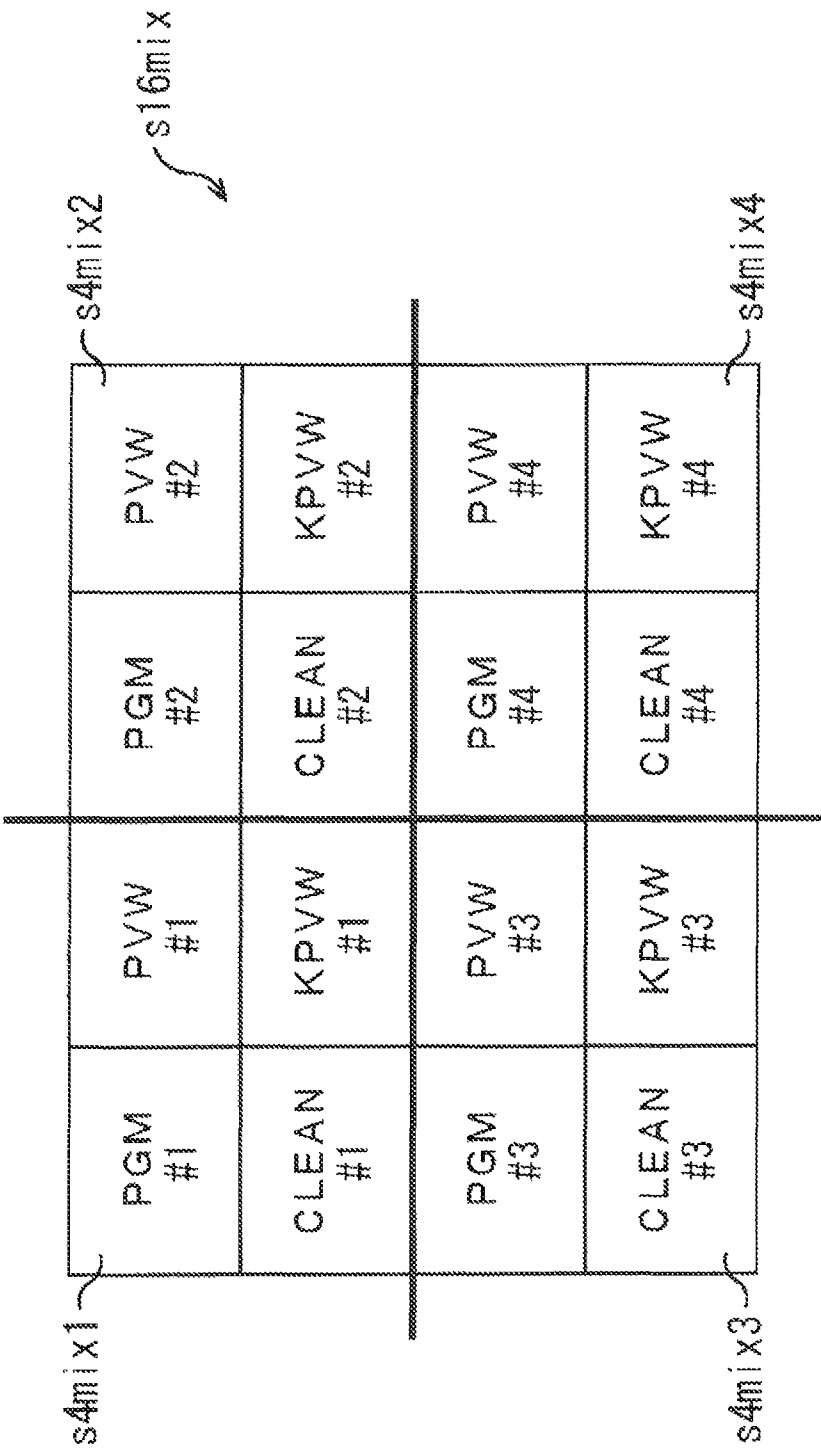 s16mix
s4mix1
s4mix2
PGM
#1
PVW
#1
PGM
#2
PVW
#2
CLEAN
#1
KPVW
#1
CLEAN
#2
KPVW
#2
PGM
#3
PVW
#3
PGM
#4
PVW
#4
CLEAN
#3
KPVW
#3
CLEAN
#4
KPVW
#4
s4mix3
s4mix4